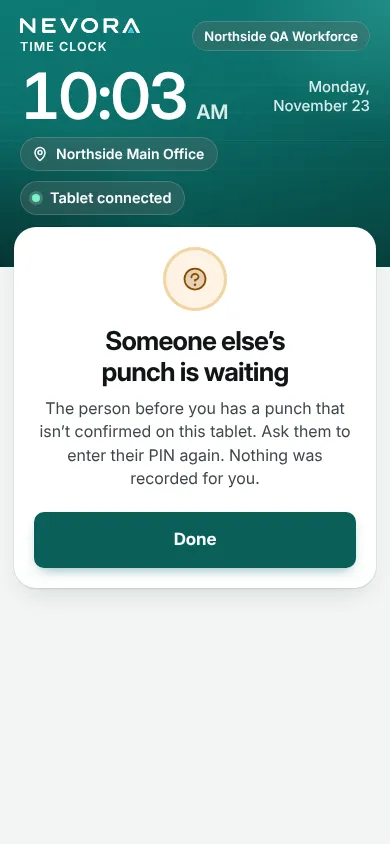 NEVORA
TIME CLOCK
Northside QA Workforce
10:03 AM
Monday,
November 23
Northside Main Office
Tablet connected
Someone else’s
punch is waiting
The person before you has a punch that
isn’t confirmed on this tablet. Ask them to
enter their PIN again. Nothing was
recorded for you.
Done